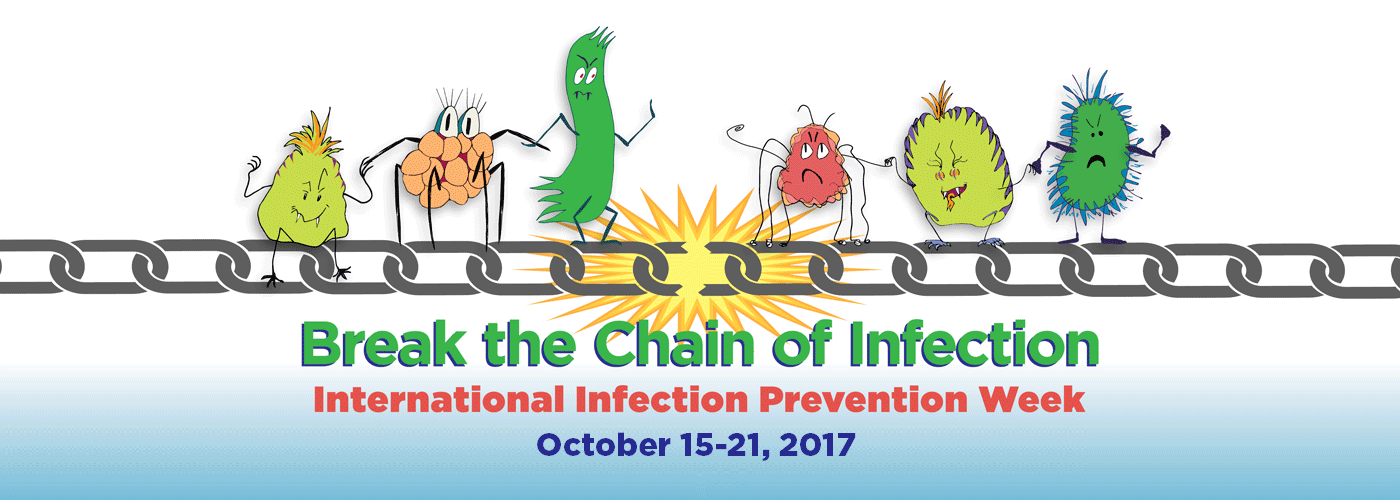 Break the Chain of Infection
International Infection Prevention Week
October 15-21, 2017